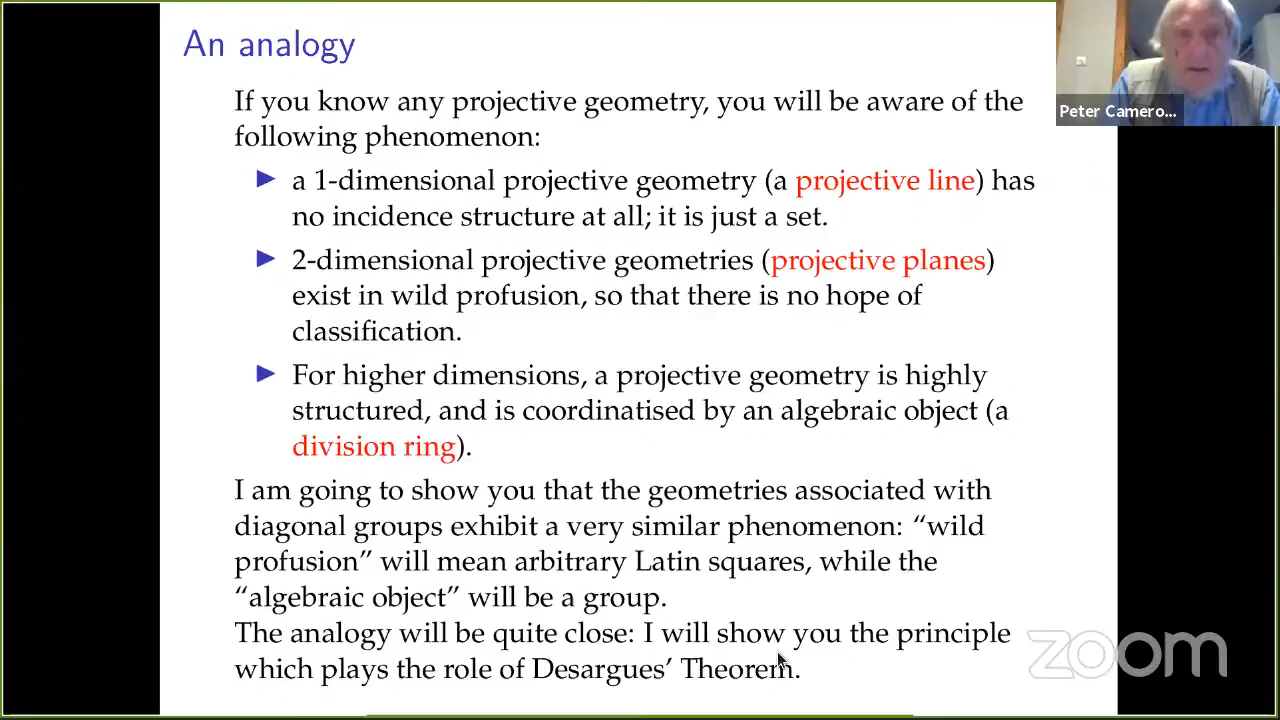 An analogy
If you know any projective geometry, you will be aware of the
following phenomenon:
▶ a 1-dimensional projective geometry (a projective line) has
no incidence structure at all; it is just a set.
▶ 2-dimensional projective geometries (projective planes)
exist in wild profusion, so that there is no hope of
classification.
▶ For higher dimensions, a projective geometry is highly
structured, and is coordinatised by an algebraic object (a
division ring).
I am going to show you that the geometries associated with
diagonal groups exhibit a very similar phenomenon: “wild
profusion” will mean arbitrary Latin squares, while the
“algebraic object” will be a group.
The analogy will be quite close: I will show you the principle
which plays the role of Desargues’ Theorem.
Peter Camero...
zoom